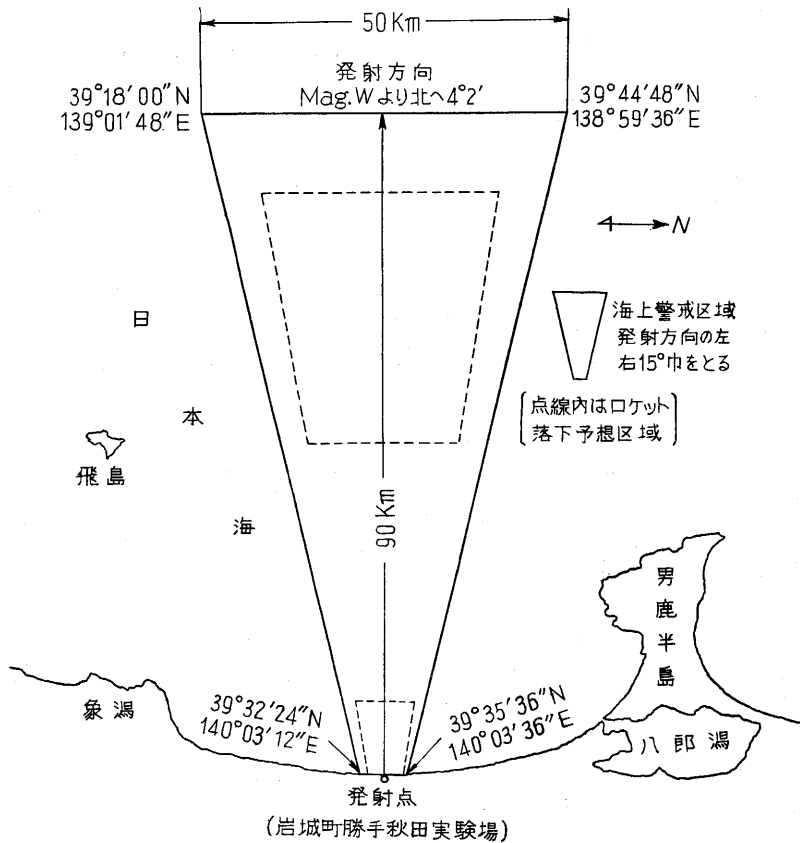 50Km
発射方向
Mag.Wより北へ4°2′
39°18′00″N
139°01′48″E
39°44′48″N
138°59′36″E
N
海上警戒区域
発射方向の左
右15°巾をとる
点線内はロケット
落下予想区域
日
本
海
飛島
90Km
男鹿半島
象潟
39°32′24″N
140°03′12″E
39°35′36″N
140°03′36″E
八郎潟
発射点
(岩城町勝手秋田実験場)